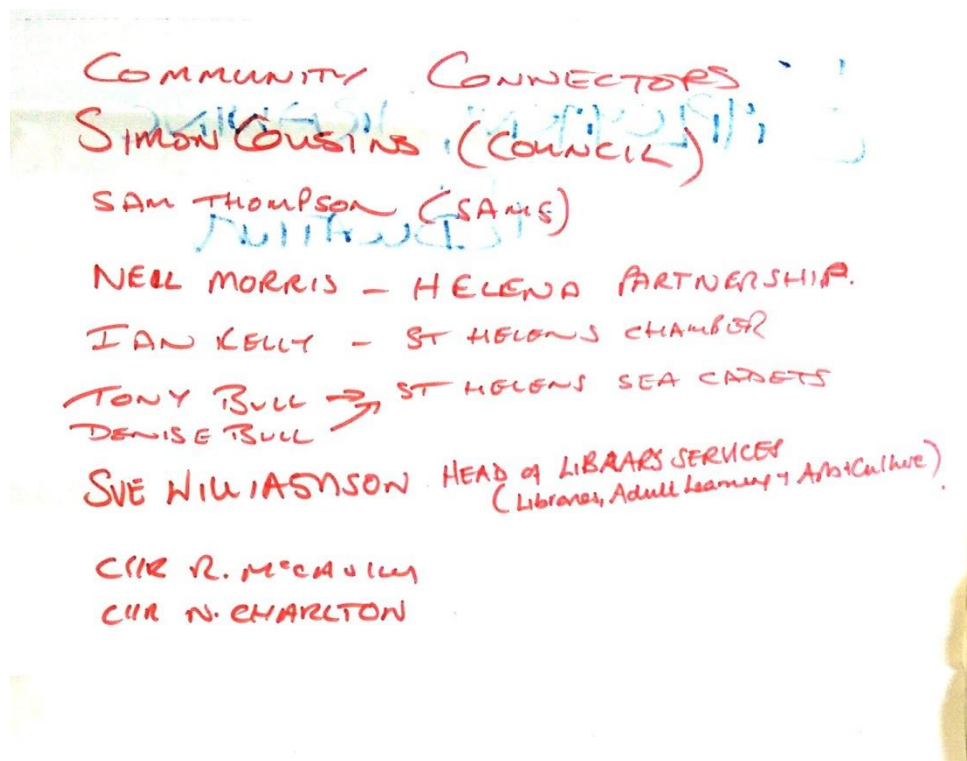 COMMUNITY CONNECTORS
SIMON COUSINS (COUNCIL)
SAM THOMPSON (SAMS)
NEIL MORRIS – HELENA PARTNERSHIP.
IAN KELLY – ST HELENS CHAMBER
TONY BULL → ST HELENS SEA CADETS
DENISE BULL ↗
SUE WILLIAMSON HEAD of LIBRARY SERVICES
(Libraries, Adult Learning + Arts + Culture).
Cllr R. McCAULEY
Cllr N. CHARLTON